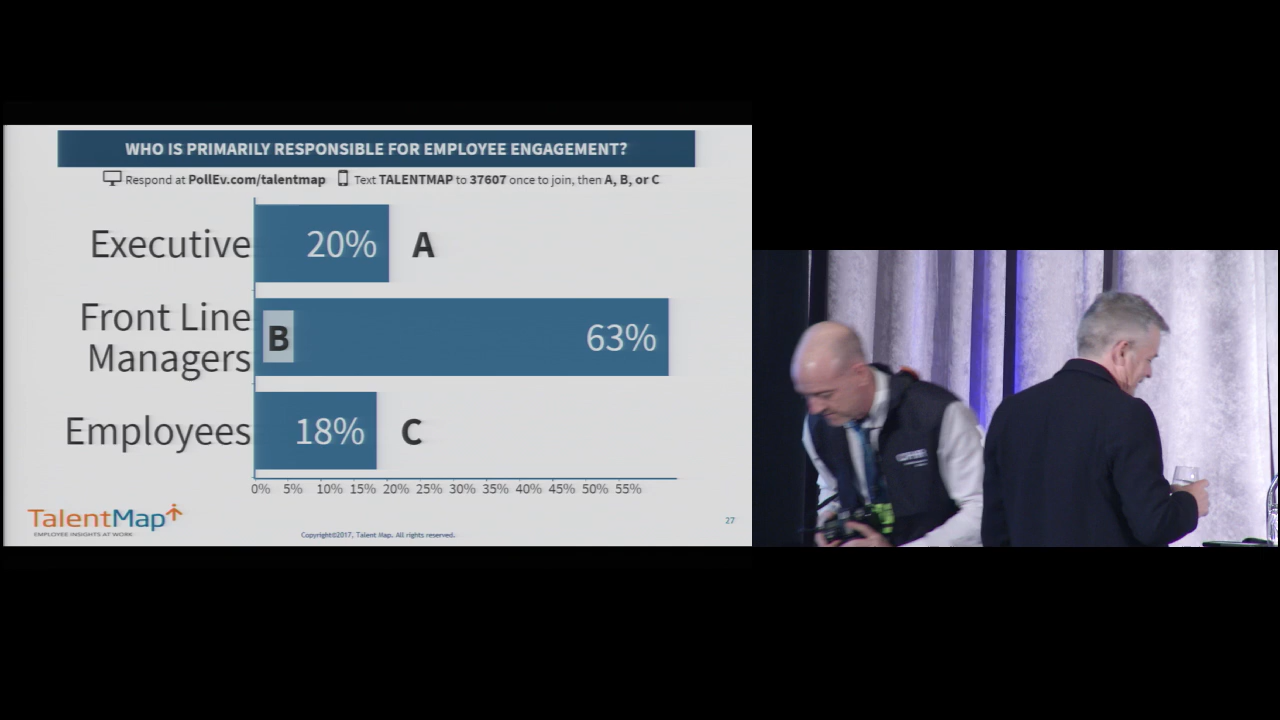 WHO IS PRIMARILY RESPONSIBLE FOR EMPLOYEE ENGAGEMENT?
Respond at PollEv.com/talentmap Text TALENTMAP to 37607 once to join, then A, B, or C
Executive 20% A
Front Line
Managers
B 63%
Employees 18% C
0% 5% 10% 15% 20% 25% 30% 35% 40% 45% 50% 55%
TalentMap
EMPLOYEE INSIGHTS AT WORK
Copyright©2017, Talent Map. All rights reserved.
27